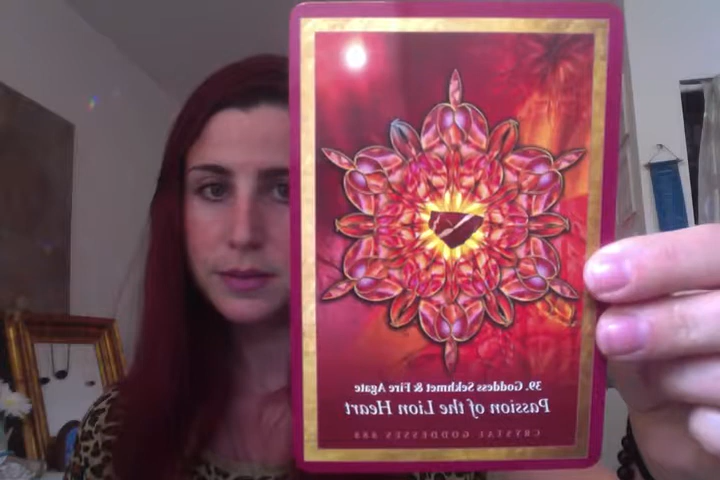 39. Goddess Sekhmet & Fire Agate
Passion of the Lion Heart
CRYSTAL GODDESSES 888